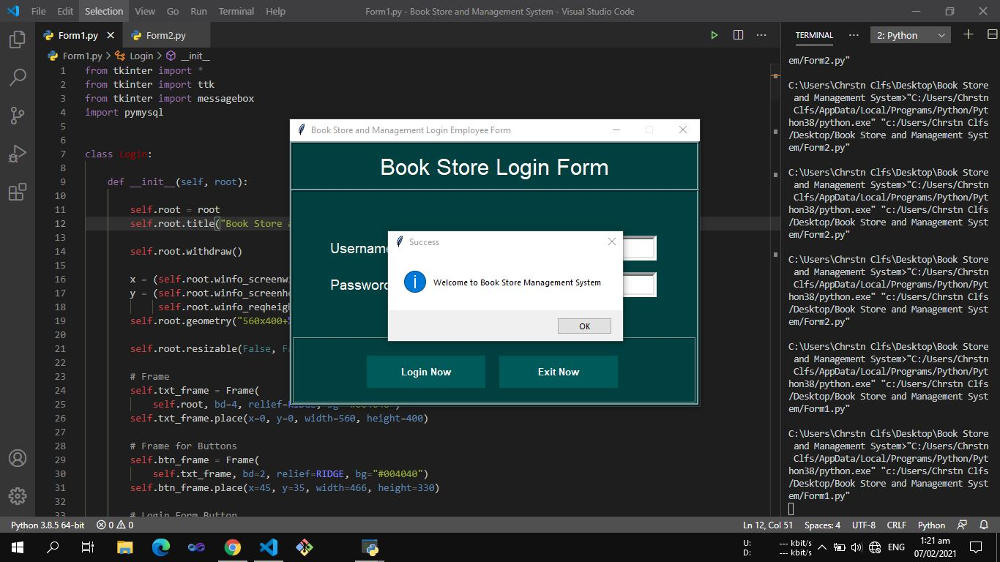 File Edit Selection View Go Run Terminal Help
Form1.py - Book Store and Management System - Visual Studio Code
Form1.py
Form2.py
Form1.py > Login > __init__
1 from tkinter import *
2 from tkinter import ttk
3 from tkinter import messagebox
4 import pymysql
5
6
7 class Login:
8
9 def __init__(self, root):
10
11 self.root = root
12 self.root.title("Book Store a
13
14 self.root.withdraw()
15
16 x = (self.root.winfo_screenwi
17 y = (self.root.winfo_screenhe
18 self.root.winfo_reqheigh
19 self.root.geometry("560x400+%
20
21 self.root.resizable(False, Fa
22
23 # Frame
24 self.txt_frame = Frame(
25 self.root, bd=4, relief=RIDGE, bg="#004040")
26 self.txt_frame.place(x=0, y=0, width=560, height=400)
27
28 # Frame for Buttons
29 self.btn_frame = Frame(
30 self.txt_frame, bd=2, relief=RIDGE, bg="#004040")
31 self.btn_frame.place(x=45, y=35, width=466, height=330)
32
33 # Login Form Button
Book Store and Management Login Employee Form
Book Store Login Form
Username
Password
Success
Welcome to Book Store Management System
OK
Login Now
Exit Now
TERMINAL
2: Python
em/Form2.py"
C:\Users\Chrstn Clfs\Desktop\Book Store
and Management System>"C:/Users/Chrstn
Clfs/AppData/Local/Programs/Python/Pyt
hon38/python.exe" "c:/Users/Chrstn Clfs
/Desktop/Book Store and Management Syst
em/Form2.py"
C:\Users\Chrstn Clfs\Desktop\Book Store
and Management System>"C:/Users/Chrstn
Clfs/AppData/Local/Programs/Python/Pyt
hon38/python.exe" "c:/Users/Chrstn Clfs
/Desktop/Book Store and Management Syst
em/Form2.py"
C:\Users\Chrstn Clfs\Desktop\Book Store
and Management System>"C:/Users/Chrstn
Clfs/AppData/Local/Programs/Python/Pyt
hon38/python.exe" "c:/Users/Chrstn Clfs
/Desktop/Book Store and Management Syst
em/Form2.py"
C:\Users\Chrstn Clfs\Desktop\Book Store
and Management System>"C:/Users/Chrstn
Clfs/AppData/Local/Programs/Python/Pyt
hon38/python.exe" "c:/Users/Chrstn Clfs
/Desktop/Book Store and Management Syst
em/Form1.py"
C:\Users\Chrstn Clfs\Desktop\Book Store
and Management System>"C:/Users/Chrstn
Clfs/AppData/Local/Programs/Python/Pyt
hon38/python.exe" "c:/Users/Chrstn Clfs
/Desktop/Book Store and Management Syst
em/Form1.py"
Python 3.8.5 64-bit 0 0
Ln 12, Col 51 Spaces: 4 UTF-8 CRLF Python
U: --- kbit/s
D: --- kbit/s
ENG
1:21 am
07/02/2021